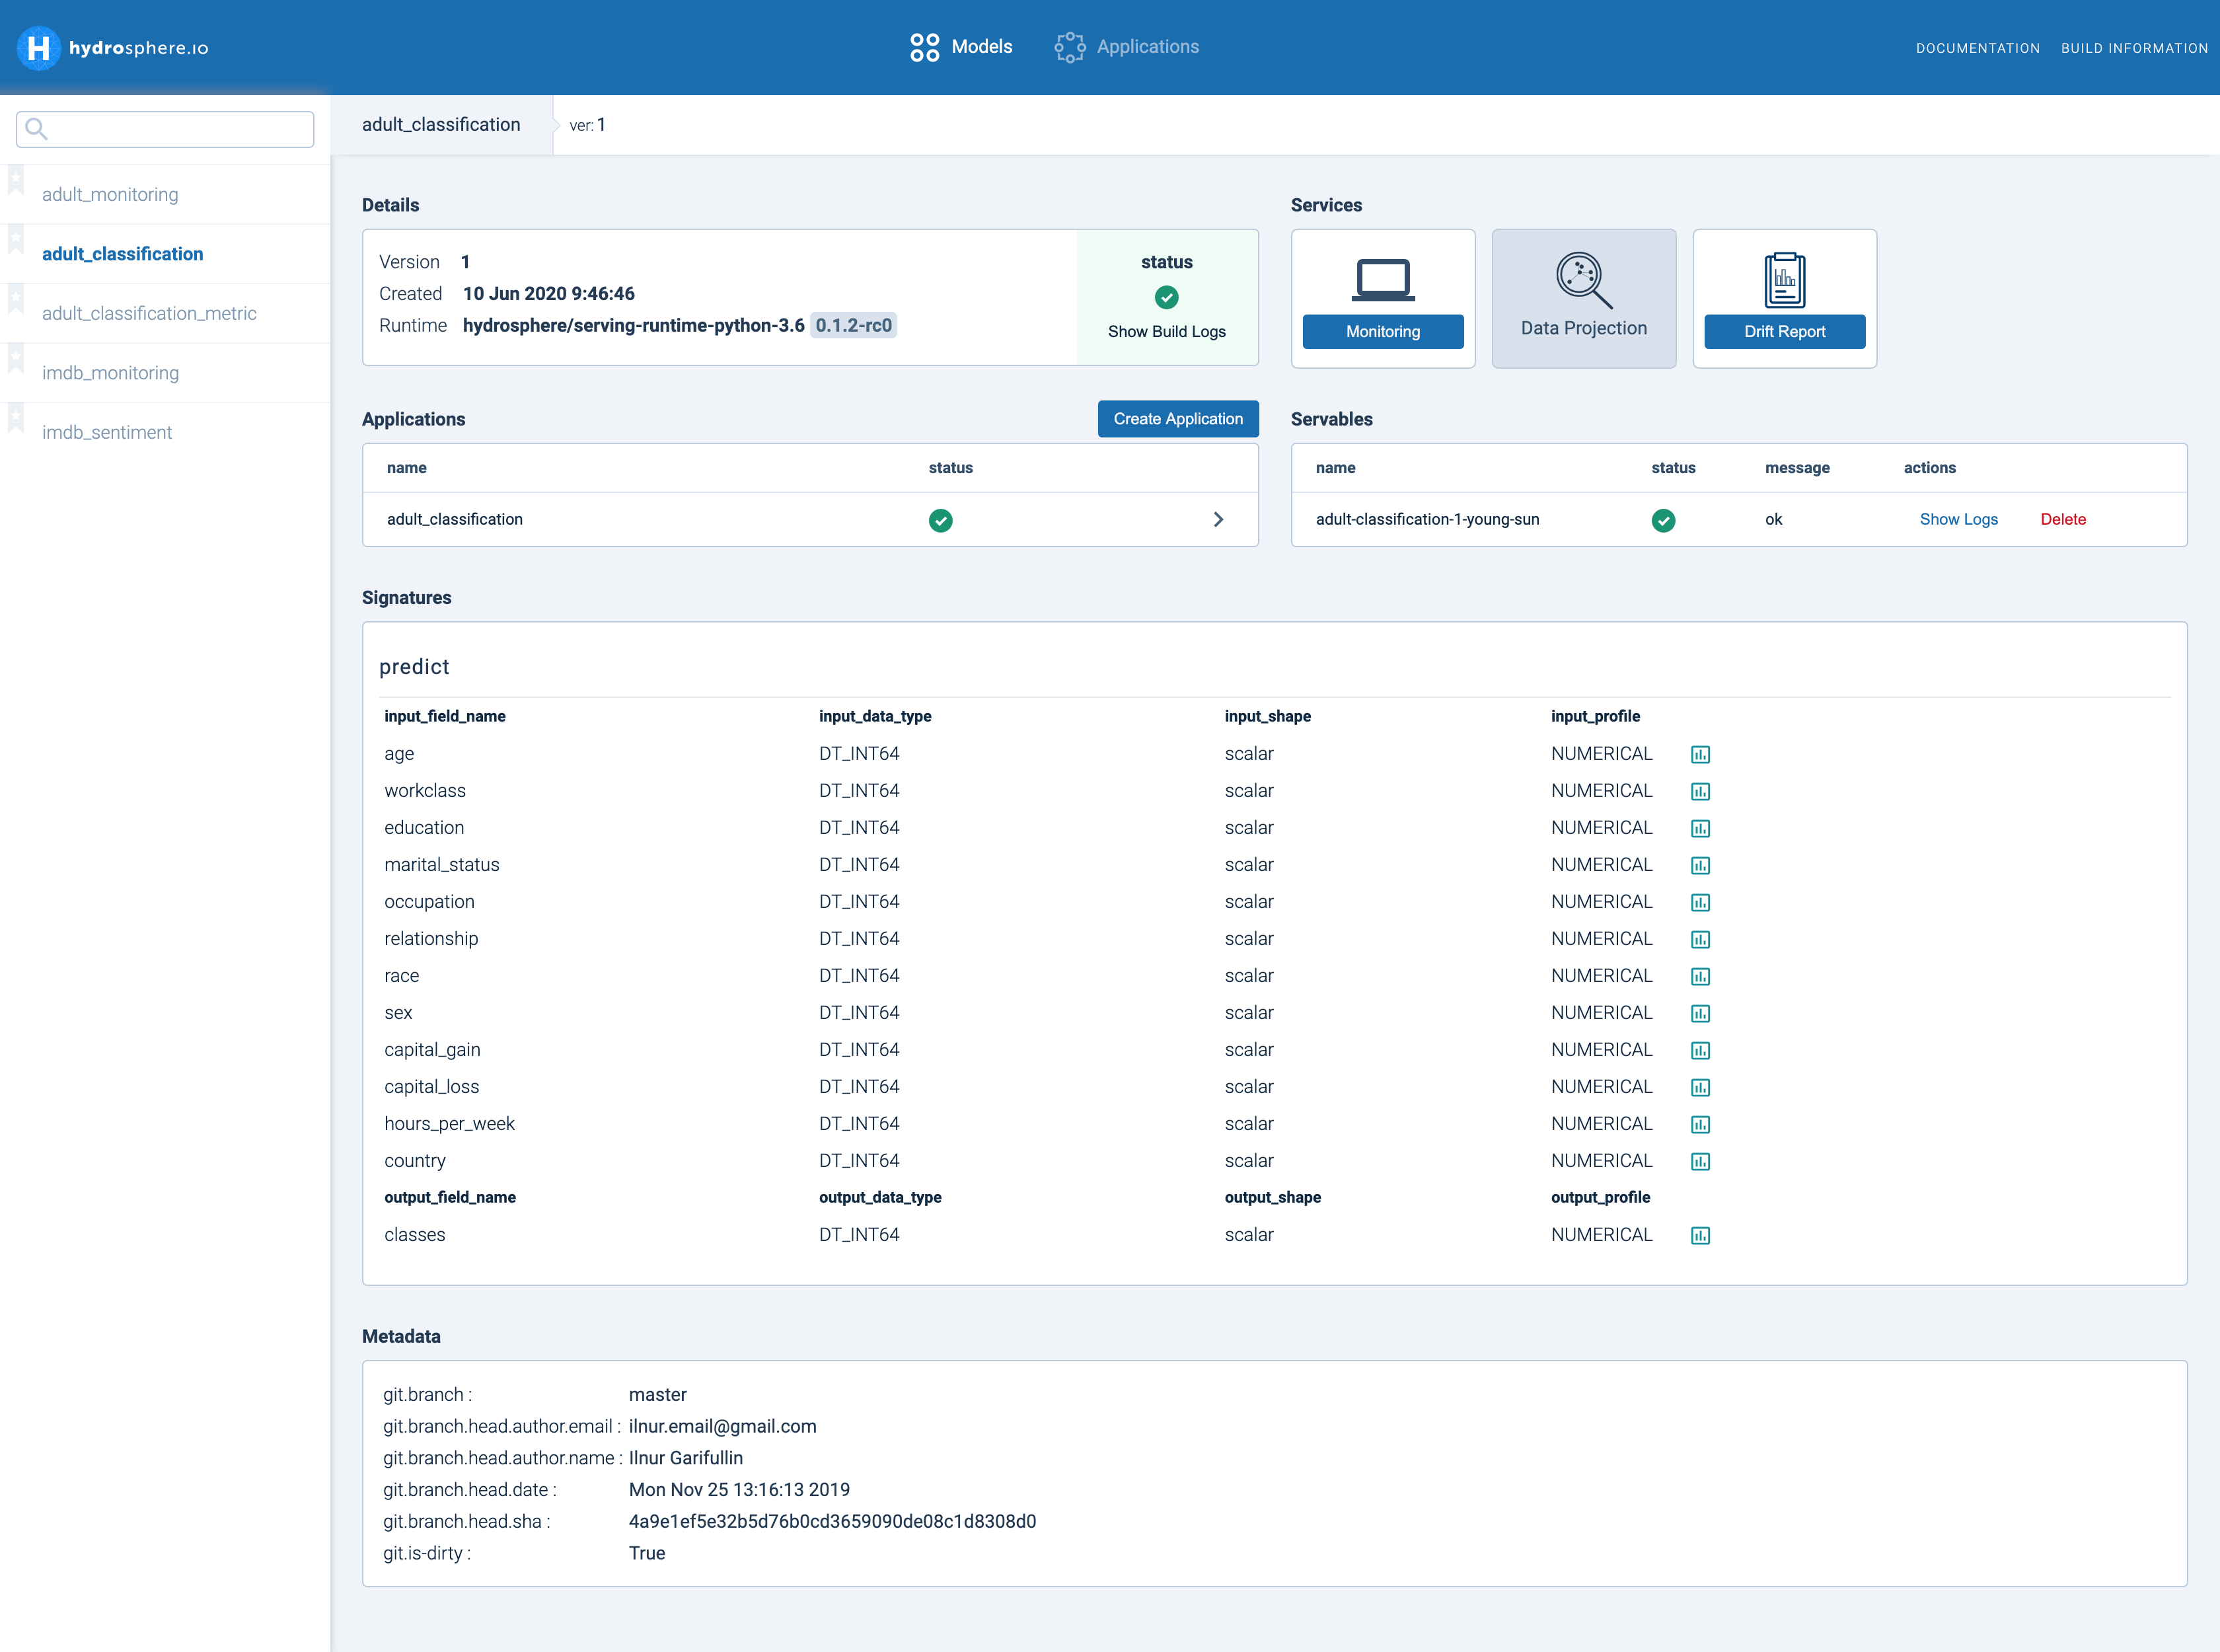 H hydrosphere.io
Models
Applications
DOCUMENTATION
BUILD INFORMATION
adult_monitoring
adult_classification
adult_classification_metric
imdb_monitoring
imdb_sentiment
adult_classification ver: 1
Details
Version 1
Created 10 Jun 2020 9:46:46
Runtime hydrosphere/serving-runtime-python-3.6 0.1.2-rc0
status
Show Build Logs
Services
Monitoring
Data Projection
Drift Report
Applications
Create Application
name status
adult_classification
Servables
name status message actions
adult-classification-1-young-sun ok Show Logs Delete
Signatures
predict
input_field_name input_data_type input_shape input_profile
age DT_INT64 scalar NUMERICAL
workclass DT_INT64 scalar NUMERICAL
education DT_INT64 scalar NUMERICAL
marital_status DT_INT64 scalar NUMERICAL
occupation DT_INT64 scalar NUMERICAL
relationship DT_INT64 scalar NUMERICAL
race DT_INT64 scalar NUMERICAL
sex DT_INT64 scalar NUMERICAL
capital_gain DT_INT64 scalar NUMERICAL
capital_loss DT_INT64 scalar NUMERICAL
hours_per_week DT_INT64 scalar NUMERICAL
country DT_INT64 scalar NUMERICAL
output_field_name output_data_type output_shape output_profile
classes DT_INT64 scalar NUMERICAL
Metadata
git.branch : master
git.branch.head.author.email : ilnur.email@gmail.com
git.branch.head.author.name : Ilnur Garifullin
git.branch.head.date : Mon Nov 25 13:16:13 2019
git.branch.head.sha : 4a9e1ef5e32b5d76b0cd3659090de08c1d8308d0
git.is-dirty : True